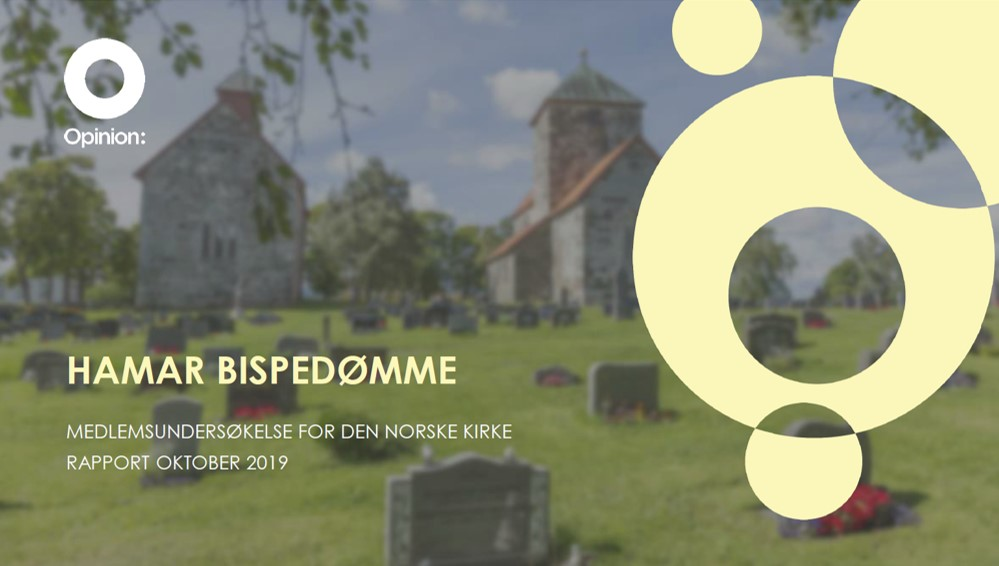 Opinion:
HAMAR BISPEDØMME
MEDLEMSUNDERSØKELSE FOR DEN NORSKE KIRKE
RAPPORT OKTOBER 2019